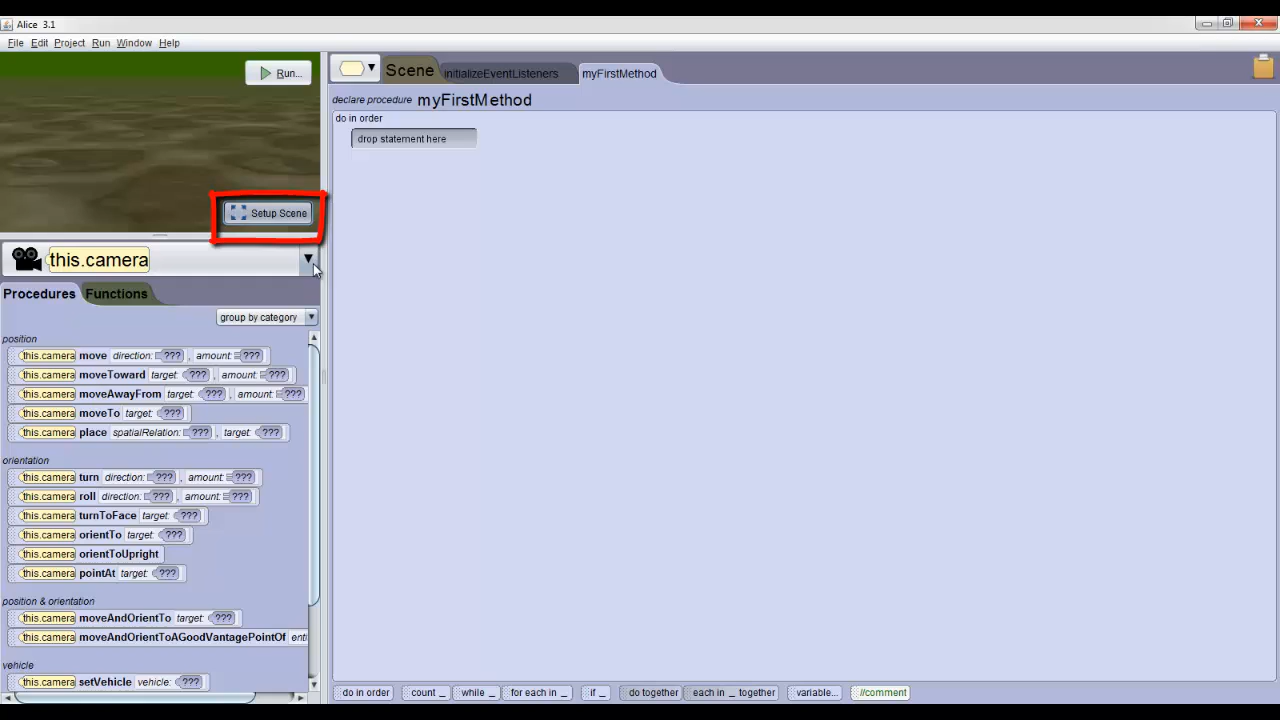 Alice 3.1
File Edit Project Run Window Help
Run...
Setup Scene
this.camera
Procedures Functions
group by category
position
this.camera move direction: ??? , amount: ???
this.camera moveToward target: ??? , amount: ???
this.camera moveAwayFrom target: ??? , amount: ???
this.camera moveTo target: ???
this.camera place spatialRelation: ??? , target: ???
orientation
this.camera turn direction: ??? , amount: ???
this.camera roll direction: ??? , amount: ???
this.camera turnToFace target: ???
this.camera orientTo target: ???
this.camera orientToUpright
this.camera pointAt target: ???
position & orientation
this.camera moveAndOrientTo target: ???
this.camera moveAndOrientToAGoodVantagePointOf enti
vehicle
this.camera setVehicle vehicle: ???
Scene initializeEventListeners myFirstMethod
declare procedure myFirstMethod
do in order
drop statement here
do in order count _ while _ for each in _ if _ do together each in _ together variable... //comment